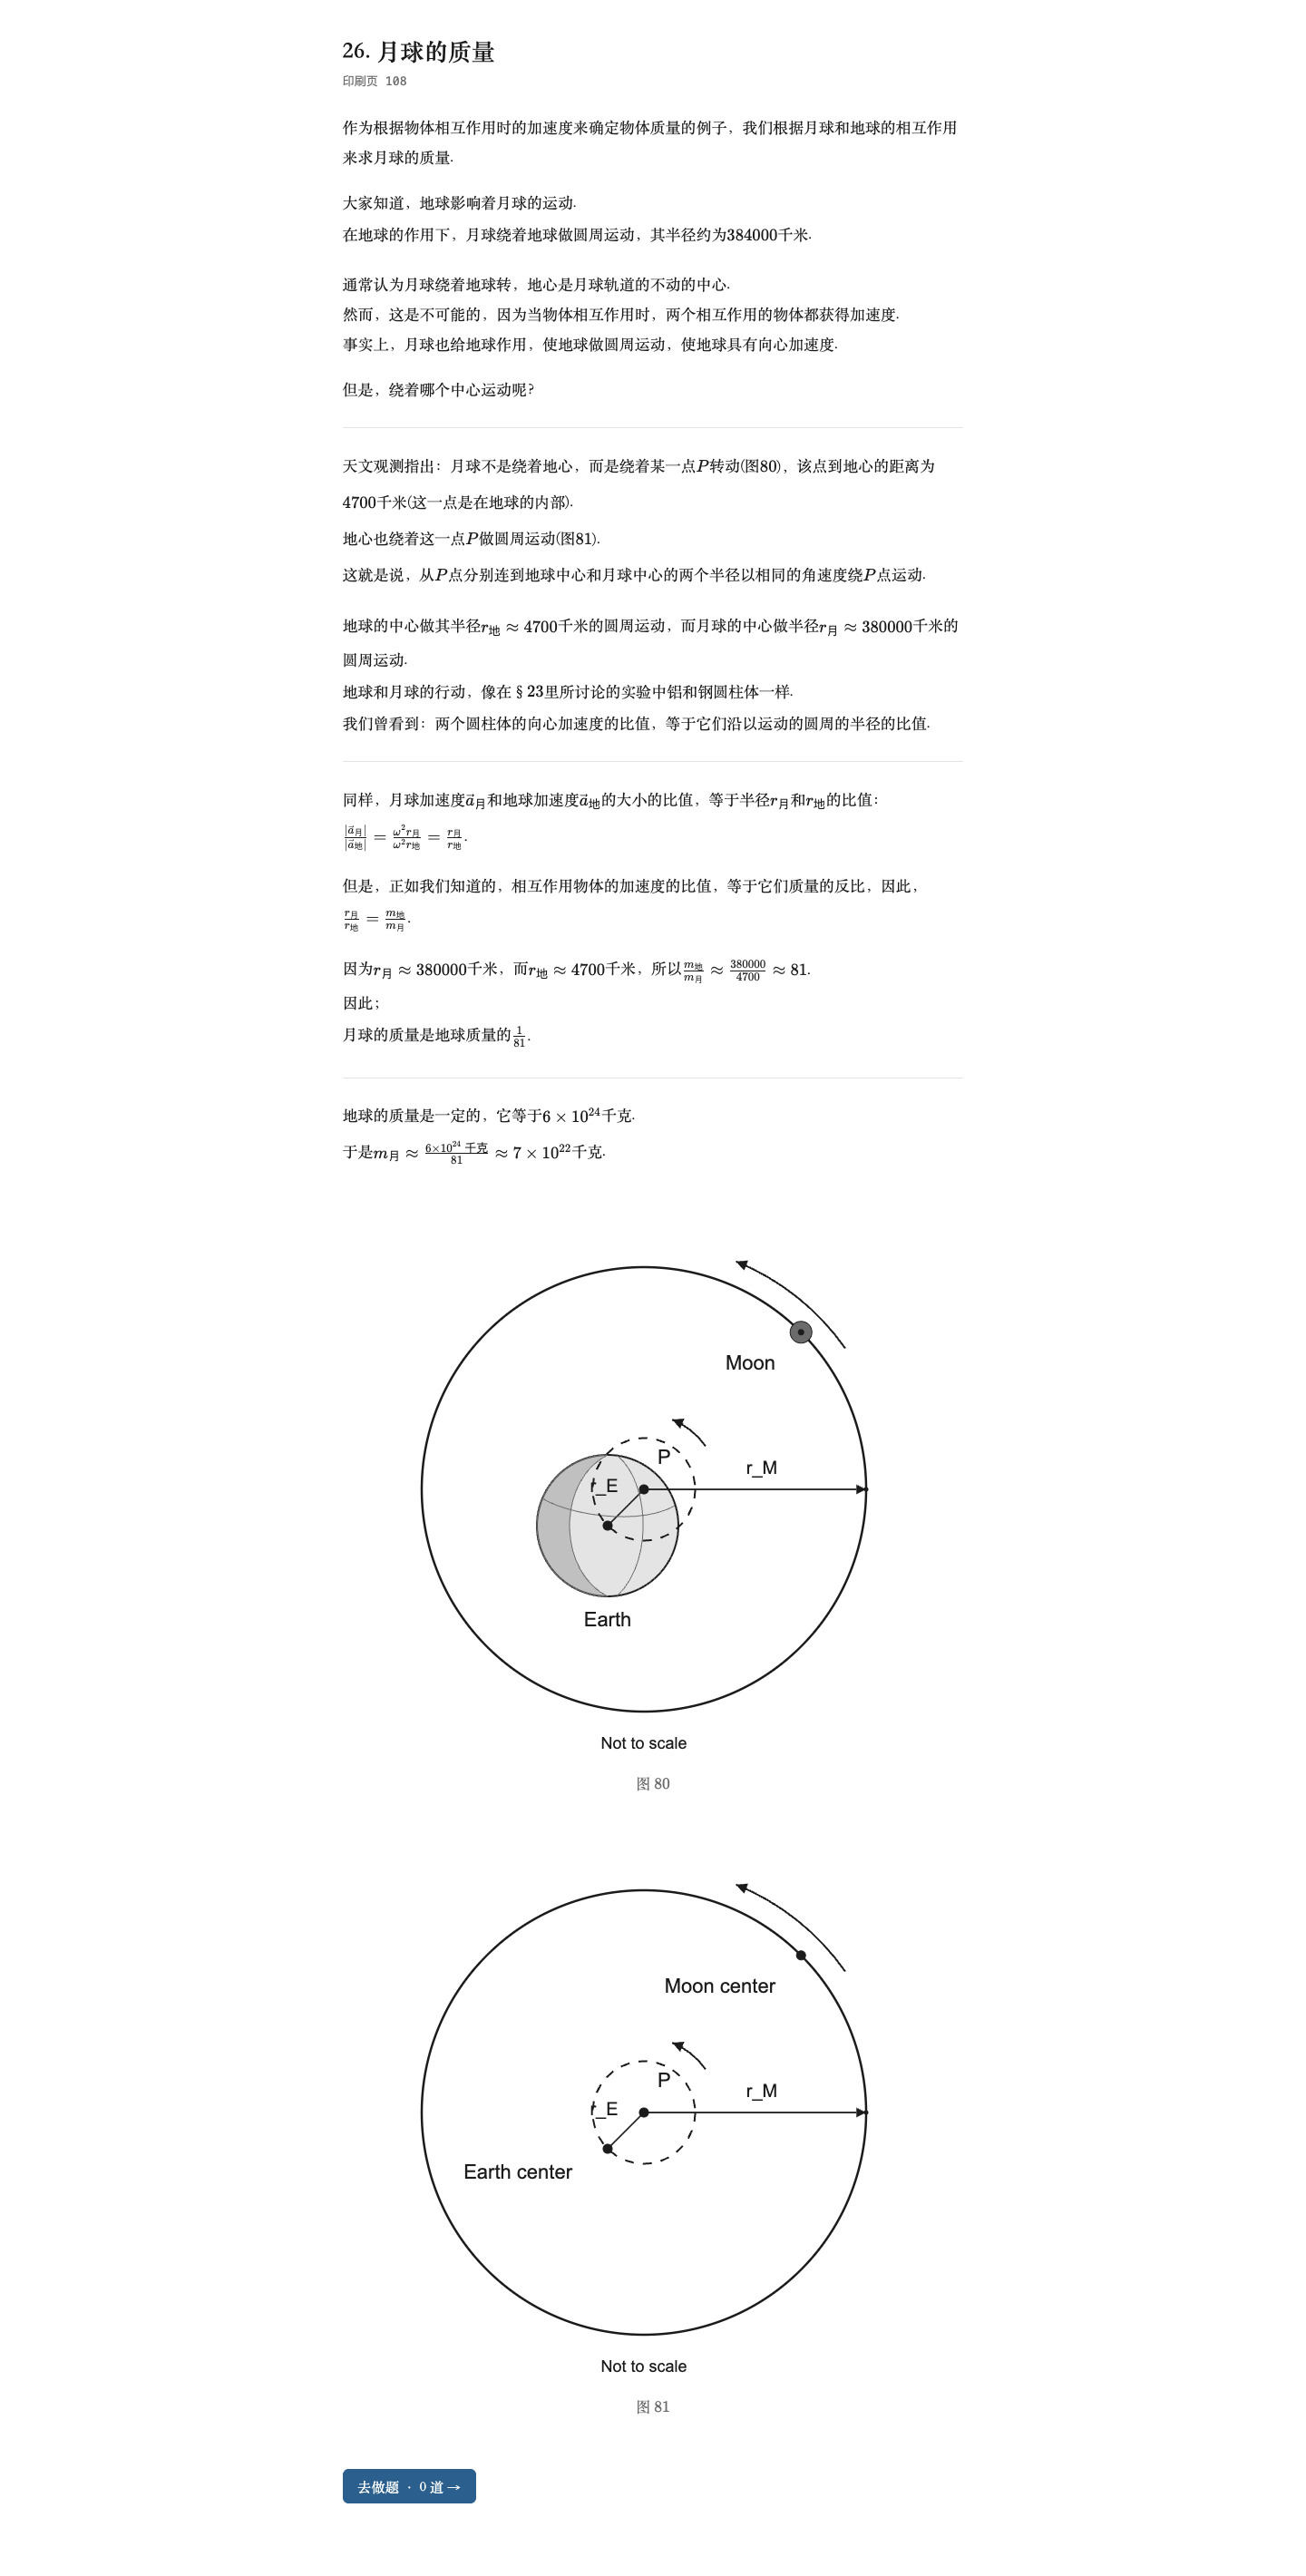 26. 月球的质量
印刷页 108
作为根据物体相互作用时的加速度来确定物体质量的例子，我们根据月球和地球的相互作用
来求月球的质量.
大家知道，地球影响着月球的运动.
在地球的作用下，月球绕着地球做圆周运动，其半径约为384000千米.
通常认为月球绕着地球转，地心是月球轨道的不动的中心.
然而，这是不可能的，因为当物体相互作用时，两个相互作用的物体都获得加速度.
事实上，月球也给地球作用，使地球做圆周运动，使地球具有向心加速度.
但是，绕着哪个中心运动呢？
天文观测指出：月球不是绕着地心，而是绕着某一点P转动(图80)，该点到地心的距离为
4700千米(这一点是在地球的内部).
地心也绕着这一点P做圆周运动(图81).
这就是说，从P点分别连到地球中心和月球中心的两个半径以相同的角速度绕P点运动.
地球的中心做其半径r地 ≈ 4700千米的圆周运动，而月球的中心做半径r月 ≈ 380000千米的
圆周运动.
地球和月球的行动，像在 § 23里所讨论的实验中铝和钢圆柱体一样.
我们曾看到：两个圆柱体的向心加速度的比值，等于它们沿以运动的圆周的半径的比值.
同样，月球加速度a⃗月和地球加速度a⃗地的大小的比值，等于半径r月和r地的比值：
|a⃗月|/|a⃗地| = ω²r月/ω²r地 = r月/r地.
但是，正如我们知道的，相互作用物体的加速度的比值，等于它们质量的反比，因此，
r月/r地 = m地/m月.
因为r月 ≈ 380000千米，而r地 ≈ 4700千米，所以m地/m月 ≈ 380000/4700 ≈ 81.
因此；
月球的质量是地球质量的1/81.
地球的质量是一定的，它等于6 × 10²⁴千克.
于是m月 ≈ 6×10²⁴ 千克/81 ≈ 7 × 10²²千克.
Moon
P
r_M
r_E
Earth
Not to scale
图 80
Moon center
P
r_M
r_E
Earth center
Not to scale
图 81
去做题 · 0 道 →